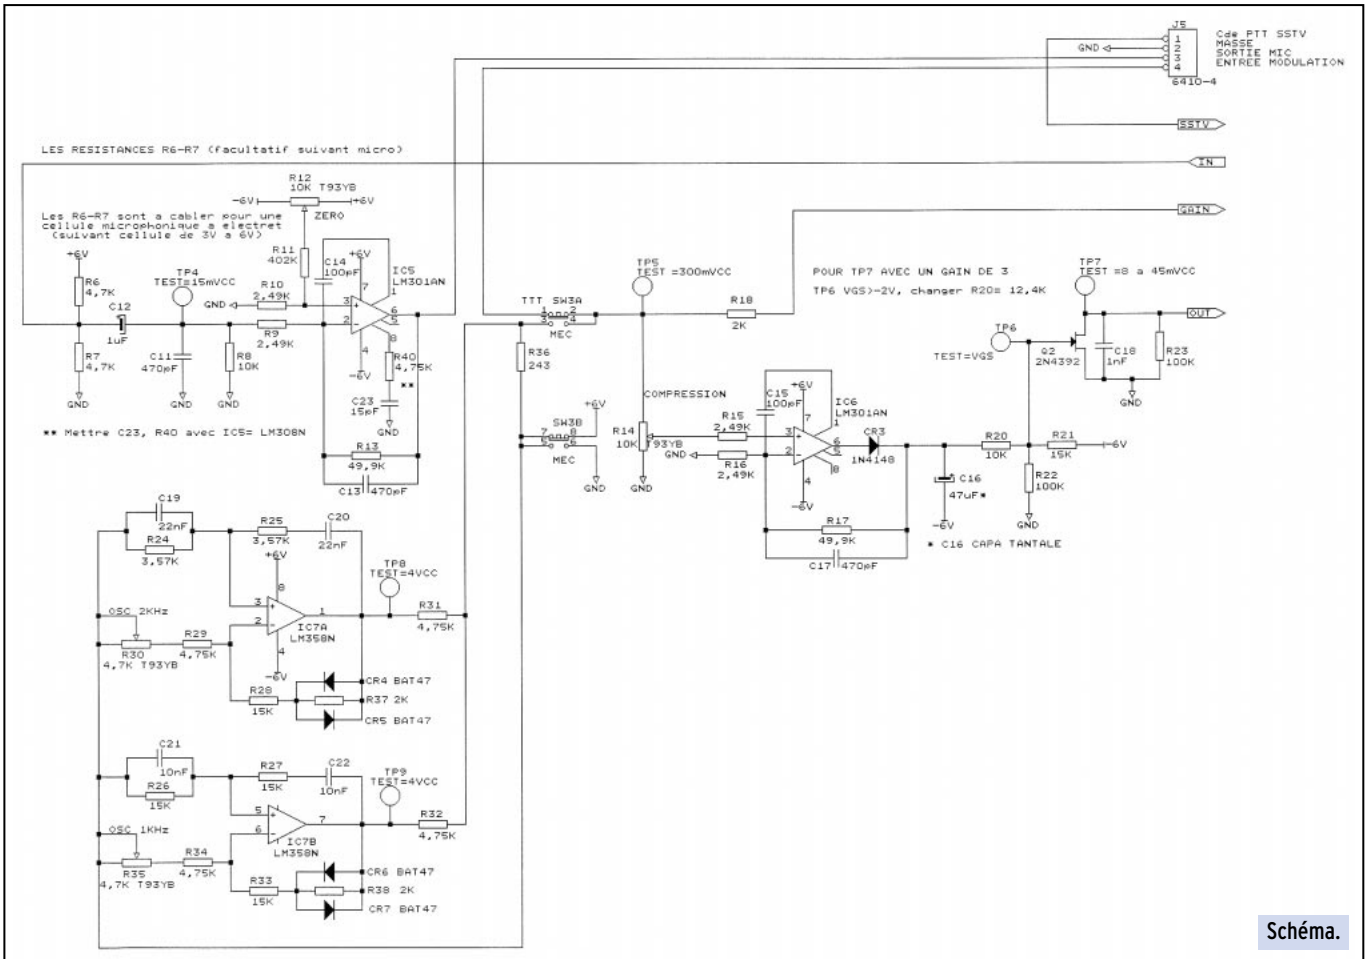 J5
1
2
3
4
6410-4
Cde PTT SSTV
MASSE
SORTIE MIC
ENTREE MODULATION
GND
SSTV
IN
GAIN
OUT
LES RESISTANCES R6-R7 (facultatif suivant micro)
Les R6-R7 sont a cabler pour une
cellule microphonique a electret
(suivant cellule de 3V a 6V)
R12
10K T93YB
-6V
+6V
ZERO
R11
402K
C14
100pF
+6V
7
1
IC5
LM301AN
3
2
6
5
8
4
-6V
+6V
R6
4,7K
C12
1uF
R7
4,7K
GND
TP4
TEST=15mVCC
C11
470pF
GND
R8
10K
GND
GND
R10
2,49K
R9
2,49K
R40
4,75K
**
C23
15pF
GND
R13
49,9K
C13
470pF
** Mettre C23, R40 avec IC5= LM308N
TTT SW3A
1
2
3
4
MEC
R36
243
SW3B
7
8
5
6
MEC
+6V
GND
TP5
TEST =300mVCC
R18
2K
COMPRESSION
R14
10K
T93YB
GND
R15
2,49K
GND
R16
2,49K
C15
100pF
+6V
7
1
IC6
LM301AN
3
2
6
5
8
4
-6V
CR3
1N4148
R17
49,9K
C17
470pF
C16
47uF*
-6V
* C16 CAPA TANTALE
R20
10K
R21
15K
-6V
R22
100K
GND
POUR TP7 AVEC UN GAIN DE 3
TP6 VGS>-2V, changer R20= 12,4K
TP7
TEST =8 a 45mVCC
TP6
TEST=VGS
Q2
2N4392
C18
1nF
R23
100K
GND
C19
22nF
R24
3,57K
R25
3,57K
C20
22nF
+6V
8
3
2
1
IC7A
LM358N
4
-6V
TP8
TEST=4VCC
R31
4,75K
OSC 2KHz
R30
4,7K T93YB
R29
4,75K
R28
15K
CR4 BAT47
R37 2K
CR5 BAT47
C21
10nF
R26
15K
R27
15K
C22
10nF
5
6
7
IC7B
LM358N
TP9
TEST=4VCC
R32
4,75K
OSC 1KHz
R35
4,7K T93YB
R34
4,75K
R33
15K
CR6 BAT47
R38 2K
CR7 BAT47
Schéma.